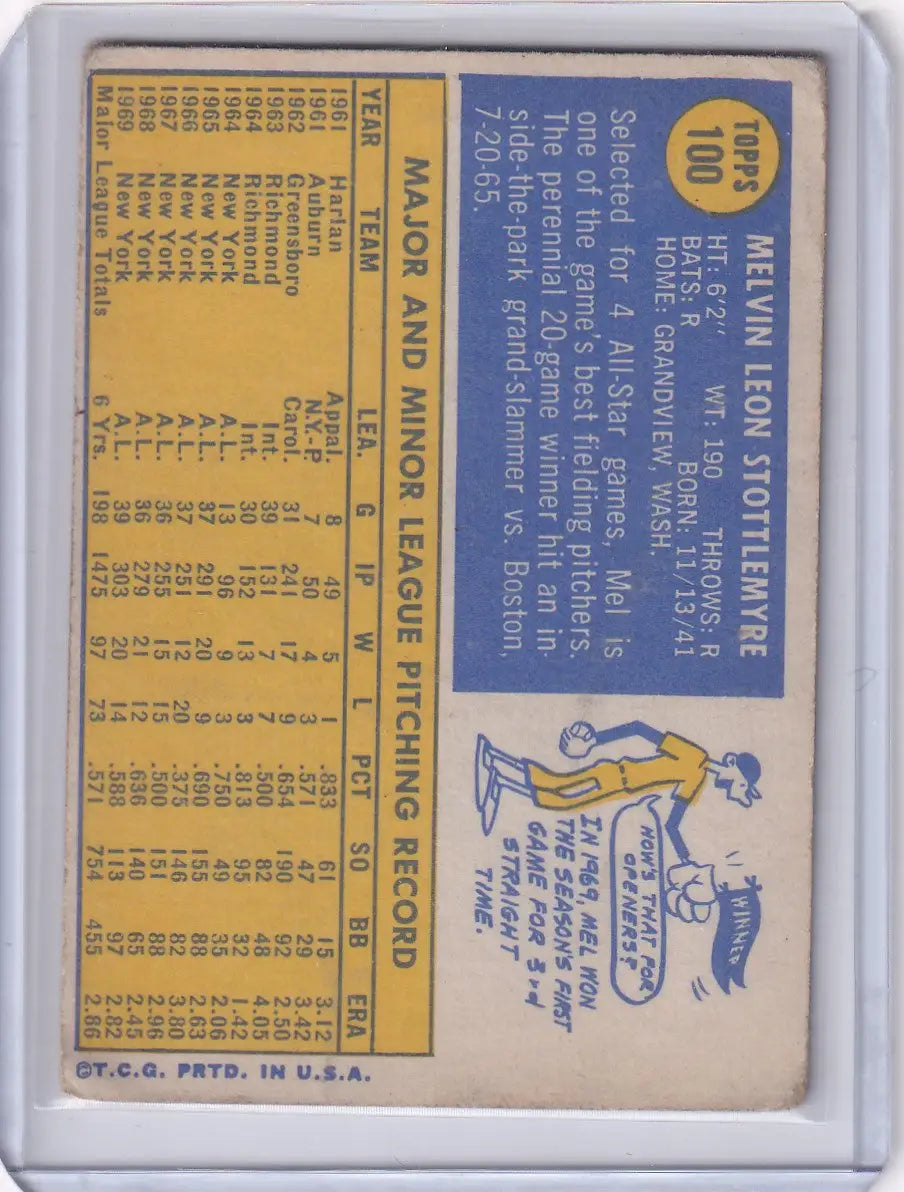 TOPPS
100
MELVIN LEON STOTTLEMYRE
HT: 6'2" WT: 190 THROWS: R
BATS: R BORN: 11/13/41
HOME: GRANDVIEW, WASH.
Selected for 4 All-Star games, Mel is
one of the game's best fielding pitchers.
The perennial 20-game winner hit an in-
side-the-park grand-slammer vs. Boston,
7-20-65.
WINNER
HOW'S THAT FOR
OPENERS?
IN 1969, MEL WON
THE SEASON'S FIRST
GAME FOR 3rd
STRAIGHT
TIME.
MAJOR AND MINOR LEAGUE PITCHING RECORD
YEAR TEAM LEA. G IP W L PCT SO BB ERA
1961 Harlan Appal. 8 49 5 1 .833 61 15 3.12
1961 Auburn N.Y.-P 7 50 4 3 .571 47 29 3.42
1962 Greensboro Carol. 31 241 17 9 .654 190 92 2.50
1963 Richmond Int. 39 131 7 7 .500 82 48 4.05
1964 Richmond Int. 30 152 13 3 .813 95 32 1.42
1964 New York A.L. 13 96 9 3 .750 49 35 2.06
1965 New York A.L. 37 291 20 9 .690 155 88 2.63
1966 New York A.L. 37 251 12 20 .375 146 82 3.80
1967 New York A.L. 36 255 15 15 .500 151 88 2.96
1968 New York A.L. 36 279 21 12 .636 140 65 2.45
1969 New York A.L. 39 303 20 14 .588 113 97 2.82
Major League Totals 6 Yrs. 198 1475 97 73 .571 754 455 2.86
©T.C.G. PRTD. IN U.S.A.